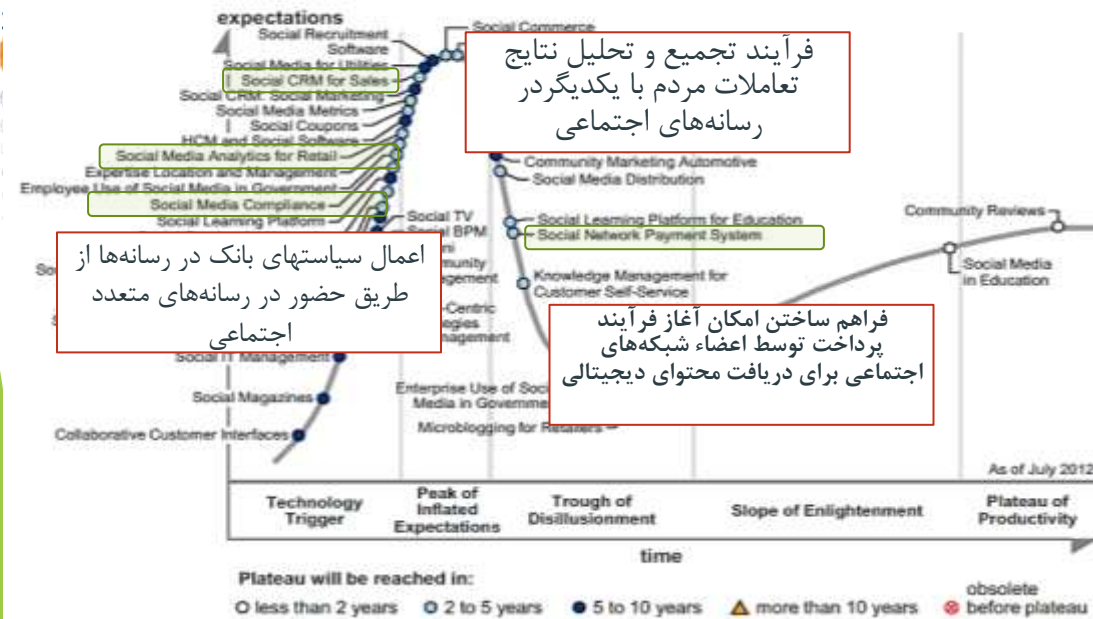 expectations
Social Commerce
Social Recruitment
Software
Social Media for Utilities
Social CRM for Sales
Social CRM: Social Marketing
Social Media Metrics
Social Coupons
HCM and Social Software
Social Media Analytics for Retail
Expertise Location and Management
Employee Use of Social Media in Government
Social Media Compliance
Social Learning Platform
فرآیند تجمیع و تحلیل نتایج
تعاملات مردم با یکدیگردر
رسانه‌های اجتماعی
Community Marketing Automotive
Social Media Distribution
Social TV
Social BPM
Social Learning Platform for Education
Social Network Payment System
Knowledge Management for
Customer Self-Service
Community Reviews
Social Media
in Education
اعمال سیاستهای بانک در رسانه‌ها از
طریق حضور در رسانه‌های متعدد
اجتماعی
-Centric
فراهم ساختن امکان آغاز فرآیند
پرداخت توسط اعضاء شبکه‌های
اجتماعی برای دریافت محتوای دیجیتالی
Social IT Management
Social Magazines
Collaborative Customer Interfaces
Enterprise Use of
Media in
Microblogging for Retailers
As of July 2012
Technology
Trigger
Peak of
Inflated
Expectations
Trough of
Disillusionment
Slope of Enlightenment
Plateau of
Productivity
time
Plateau will be reached in:
less than 2 years
2 to 5 years
5 to 10 years
more than 10 years
obsolete
before plateau